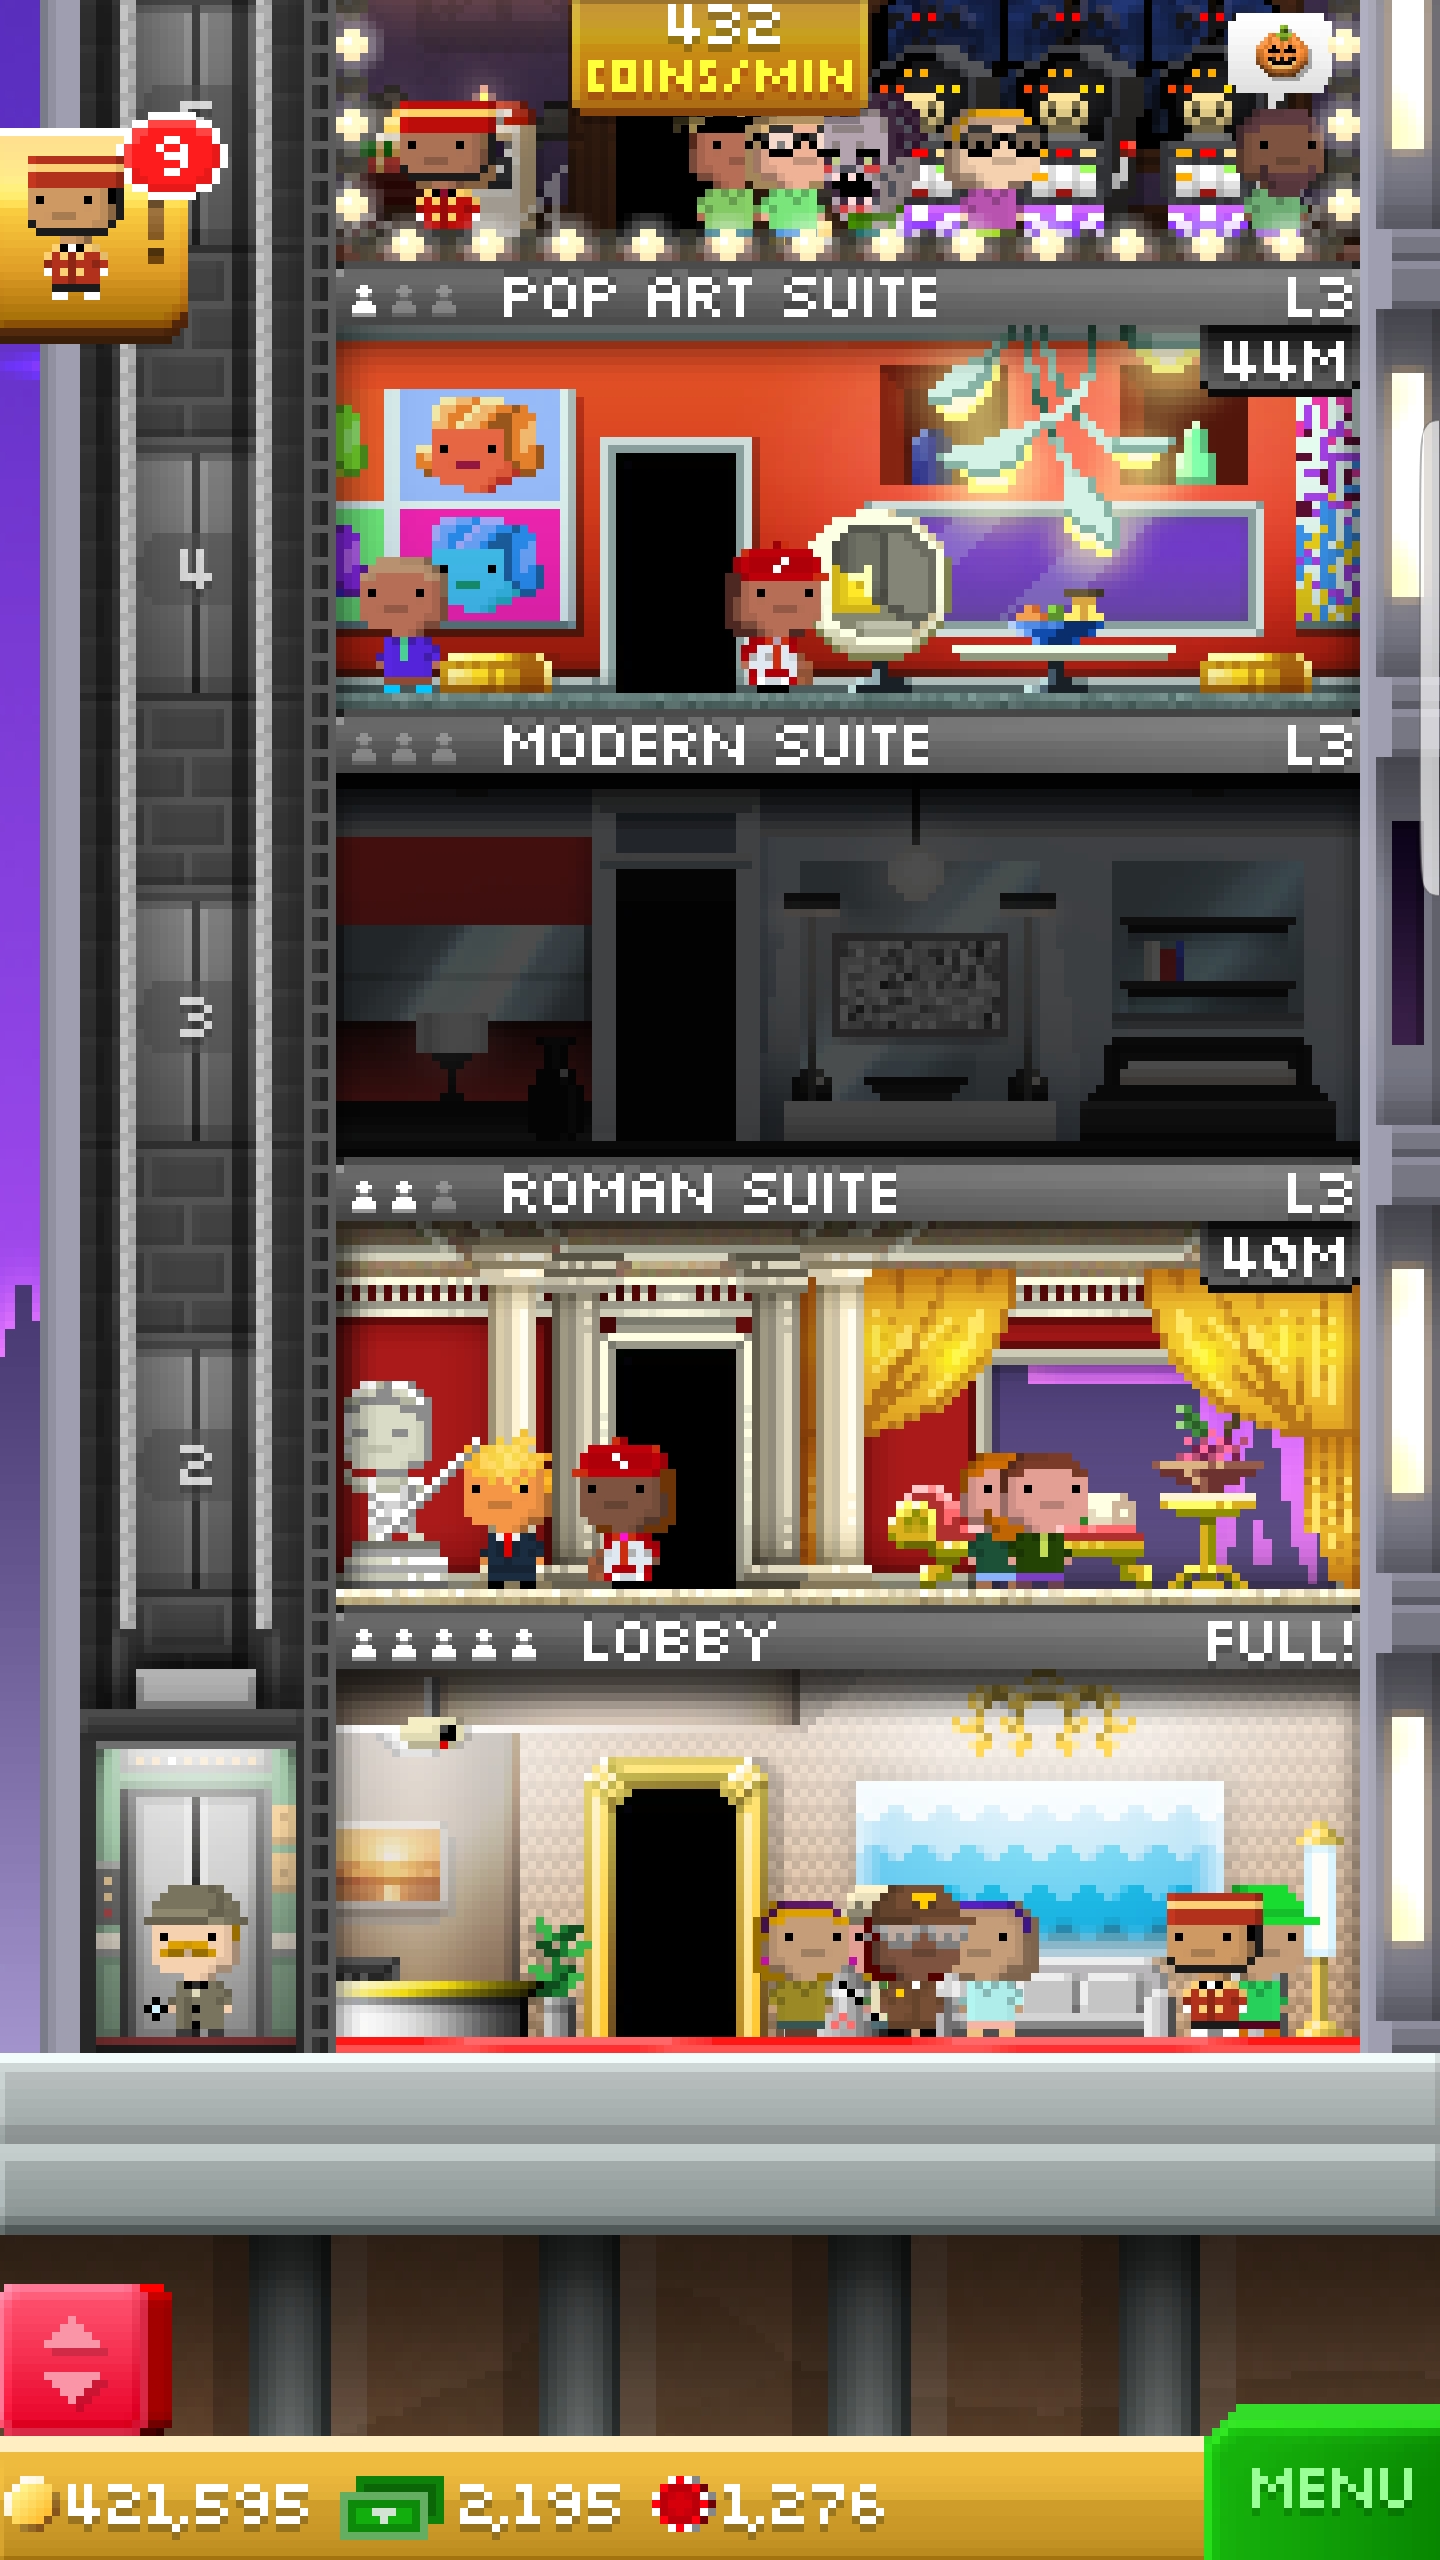 432
COINS/MIN
9
!
5
POP ART SUITE L3
44M
4
MODERN SUITE L3
3
ROMAN SUITE L3
40M
2
LOBBY FULL!
421,595 2,195 1,276
MENU